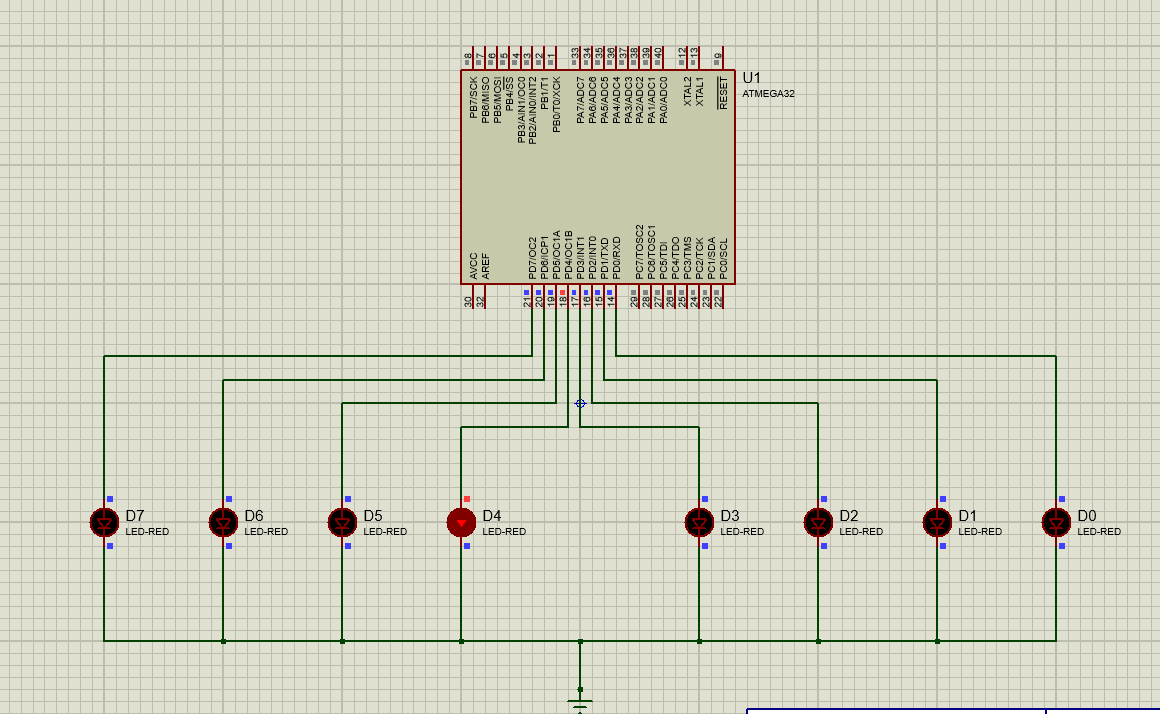 8 7 6 5 4 3 2 1 33 34 35 36 37 38 39 40 12 13 9
U1
ATMEGA32
PB7/SCK
PB6/MISO
PB5/MOSI
PB4/SS
PB3/AIN1/OC0
PB2/AIN0/INT2
PB1/T1
PB0/T0/XCK
PA7/ADC7
PA6/ADC6
PA5/ADC5
PA4/ADC4
PA3/ADC3
PA2/ADC2
PA1/ADC1
PA0/ADC0
XTAL2
XTAL1
RESET
AVCC
AREF
PD7/OC2
PD6/ICP1
PD5/OC1A
PD4/OC1B
PD3/INT1
PD2/INT0
PD1/TXD
PD0/RXD
PC7/TOSC2
PC6/TOSC1
PC5/TDI
PC4/TDO
PC3/TMS
PC2/TCK
PC1/SDA
PC0/SCL
30 32 21 20 19 18 17 16 15 14 29 28 27 26 25 24 23 22
D7
LED-RED
D6
LED-RED
D5
LED-RED
D4
LED-RED
D3
LED-RED
D2
LED-RED
D1
LED-RED
D0
LED-RED